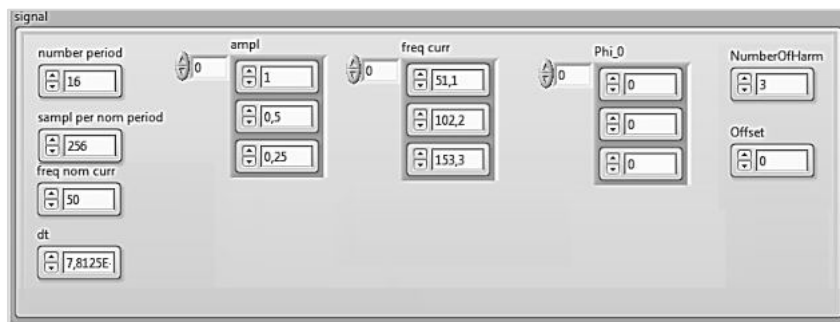 signal
number period
16
sampl per nom period
256
freq nom curr
50
dt
7,8125E-
ampl
0
1
0,5
0,25
freq curr
0
51,1
102,2
153,3
Phi_0
0
0
0
0
NumberOfHarm
3
Offset
0